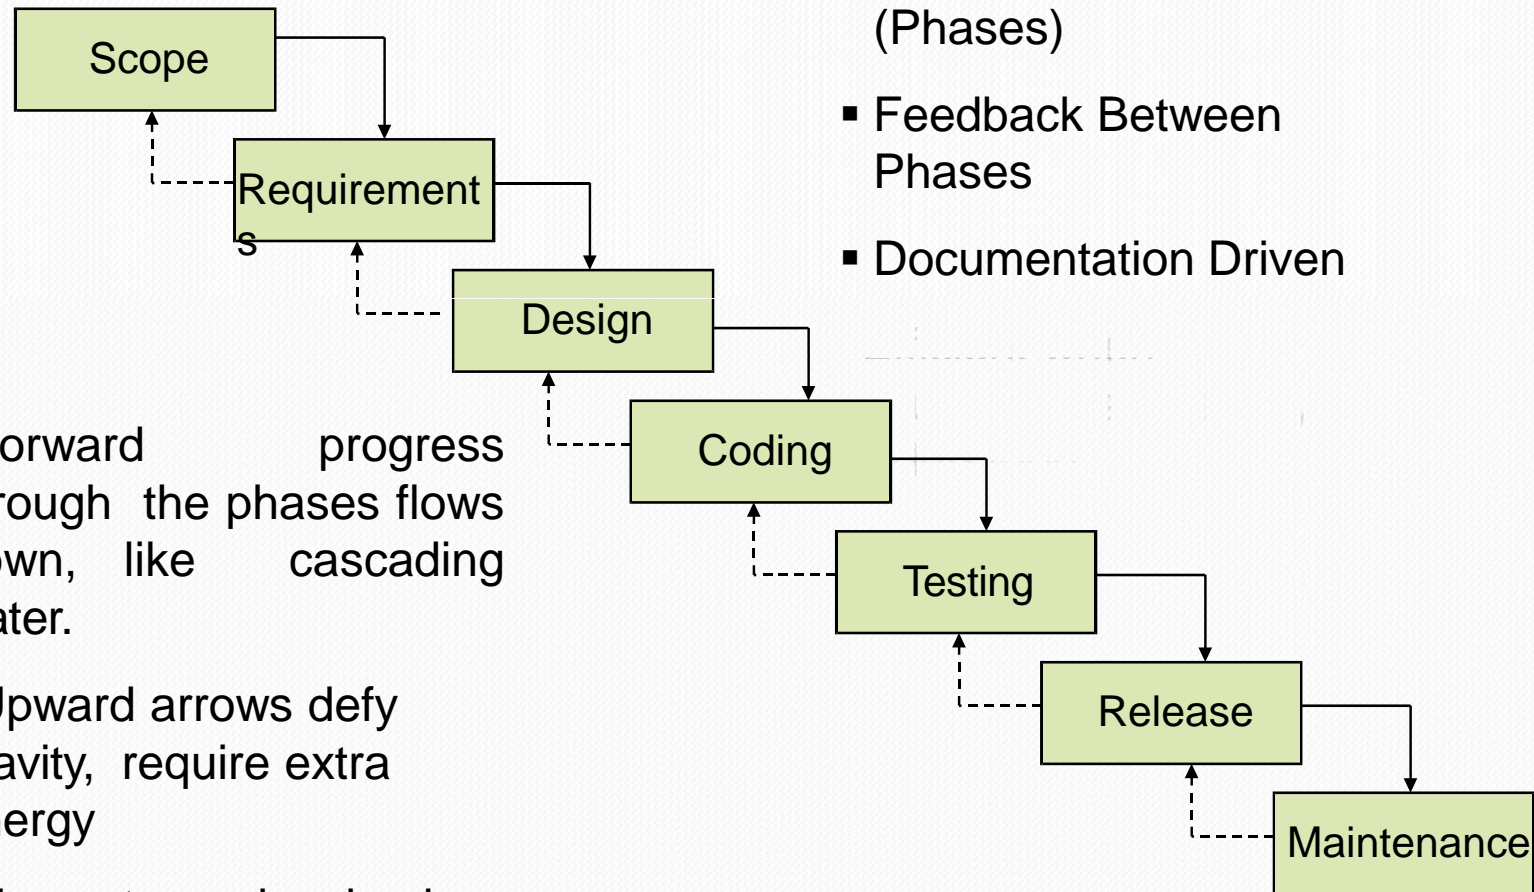 Scope
Requirement
s
Design
Coding
Testing
Release
Maintenance
(Phases)
▪ Feedback Between
Phases
▪ Documentation Driven
orward progress
rough the phases flows
wn, like cascading
ater.
pward arrows defy
avity, require extra
ergy